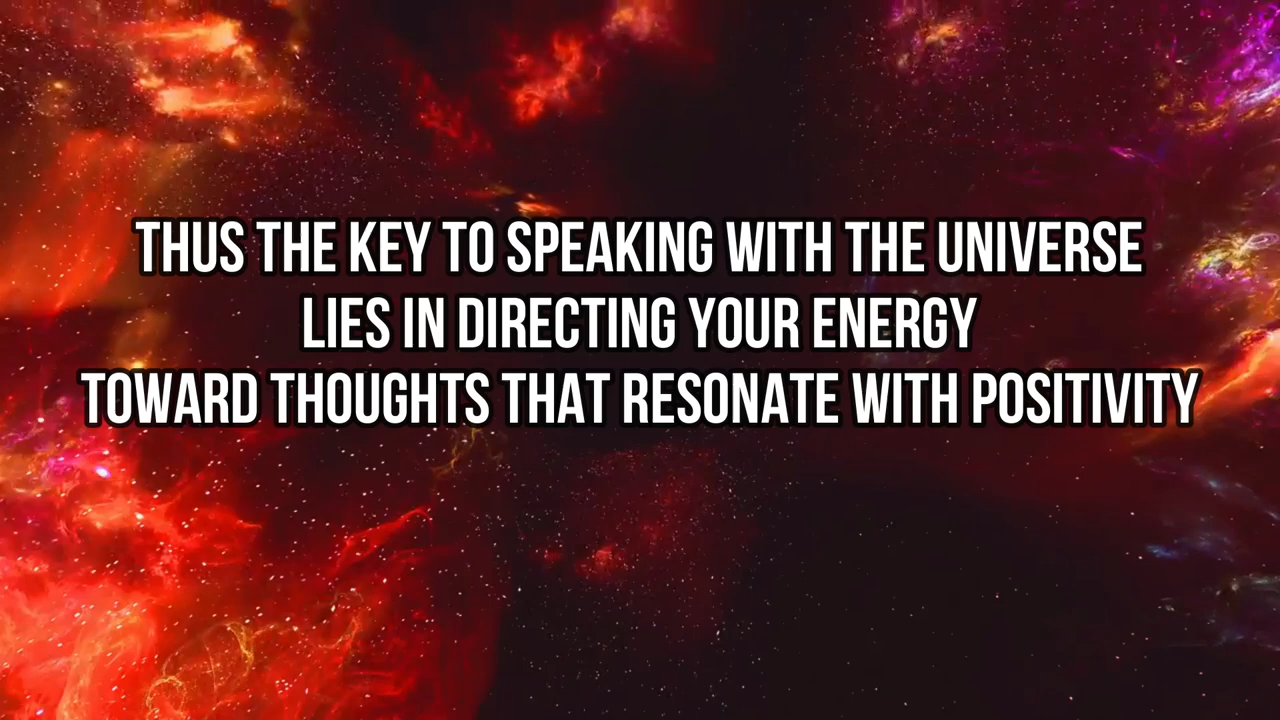 THUS THE KEY TO SPEAKING WITH THE UNIVERSE
LIES IN DIRECTING YOUR ENERGY
TOWARD THOUGHTS THAT RESONATE WITH POSITIVITY